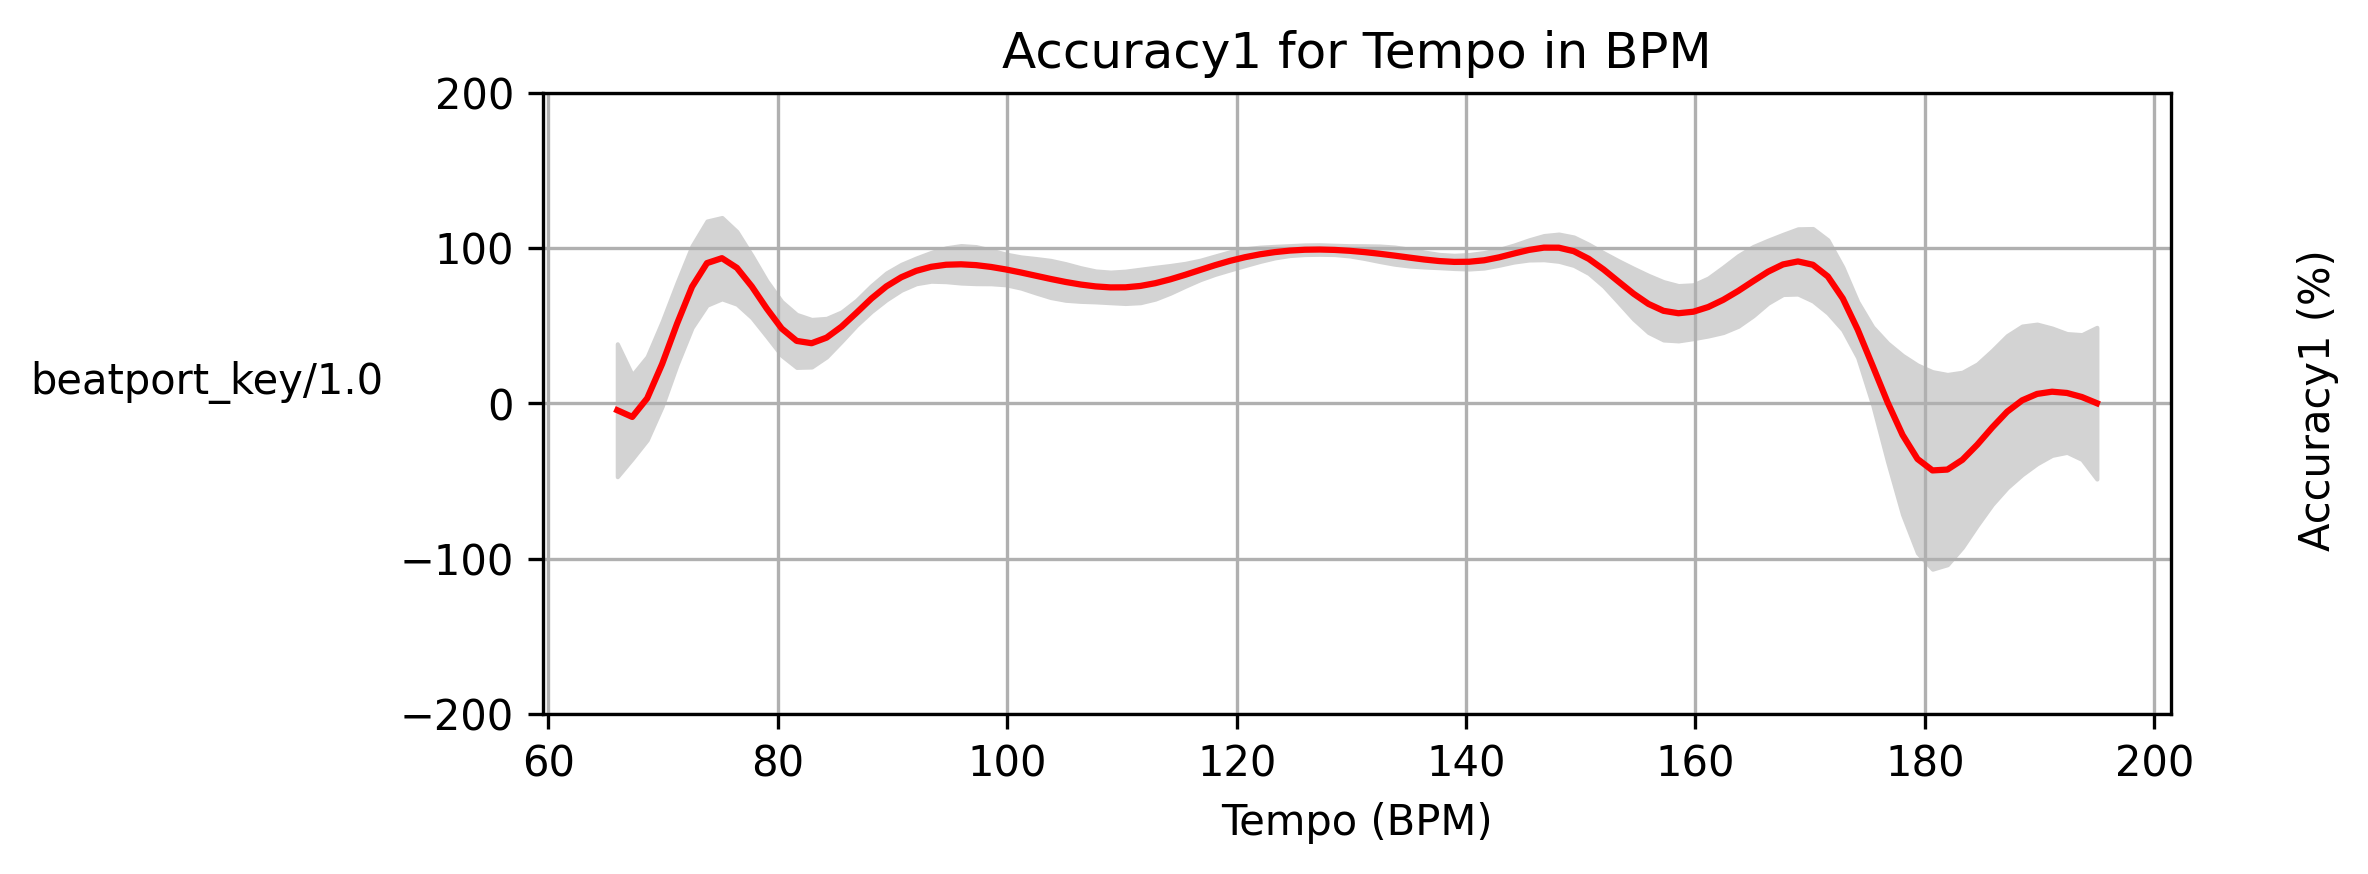 Accuracy1 for Tempo in BPM
200
100
0
−100
−200
beatport_key/1.0
60 80 100 120 140 160 180 200
Tempo (BPM)
Accuracy1 (%)